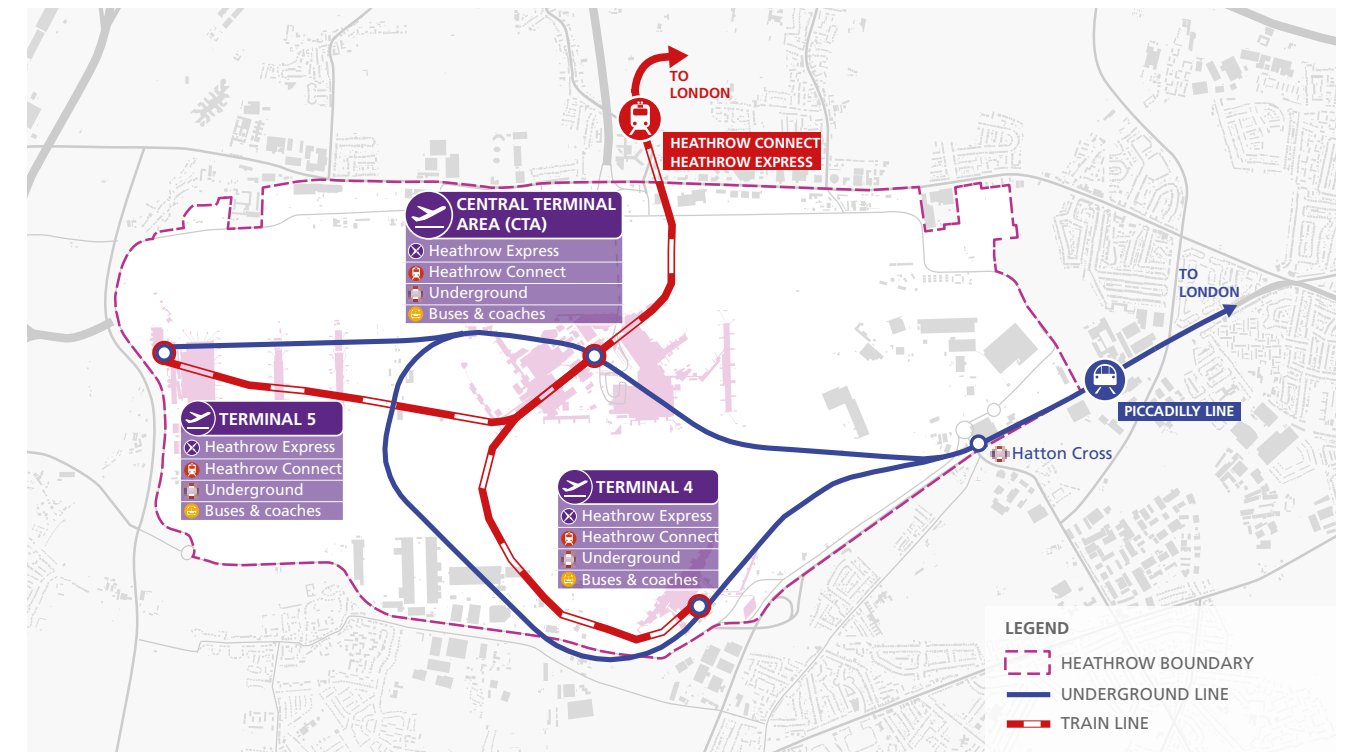 TO
LONDON
HEATHROW CONNECT
HEATHROW EXPRESS
CENTRAL TERMINAL
AREA (CTA)
Heathrow Express
Heathrow Connect
Underground
Buses & coaches
TO
LONDON
PICCADILLY LINE
Hatton Cross
TERMINAL 5
Heathrow Express
Heathrow Connect
Underground
Buses & coaches
TERMINAL 4
Heathrow Express
Heathrow Connect
Underground
Buses & coaches
LEGEND
HEATHROW BOUNDARY
UNDERGROUND LINE
TRAIN LINE